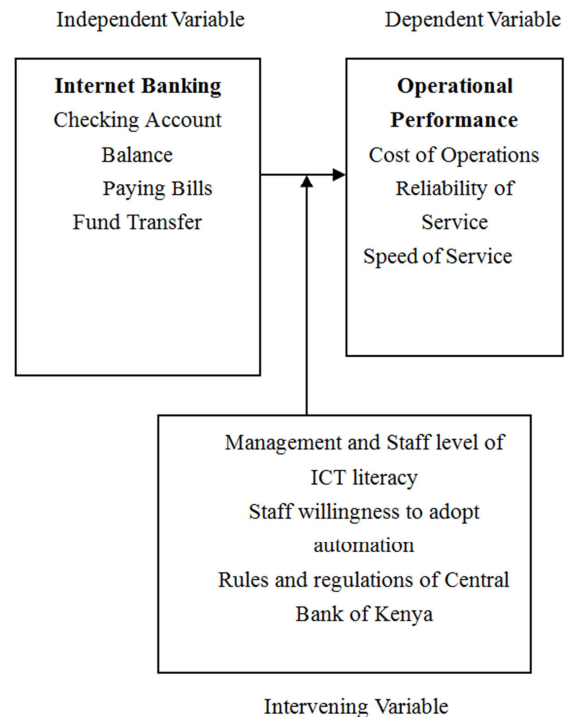 Independent Variable
Dependent Variable
Internet Banking
Checking Account
Balance
Paying Bills
Fund Transfer
Operational
Performance
Cost of Operations
Reliability of
Service
Speed of Service
Management and Staff level of
ICT literacy
Staff willingness to adopt
automation
Rules and regulations of Central
Bank of Kenya
Intervening Variable